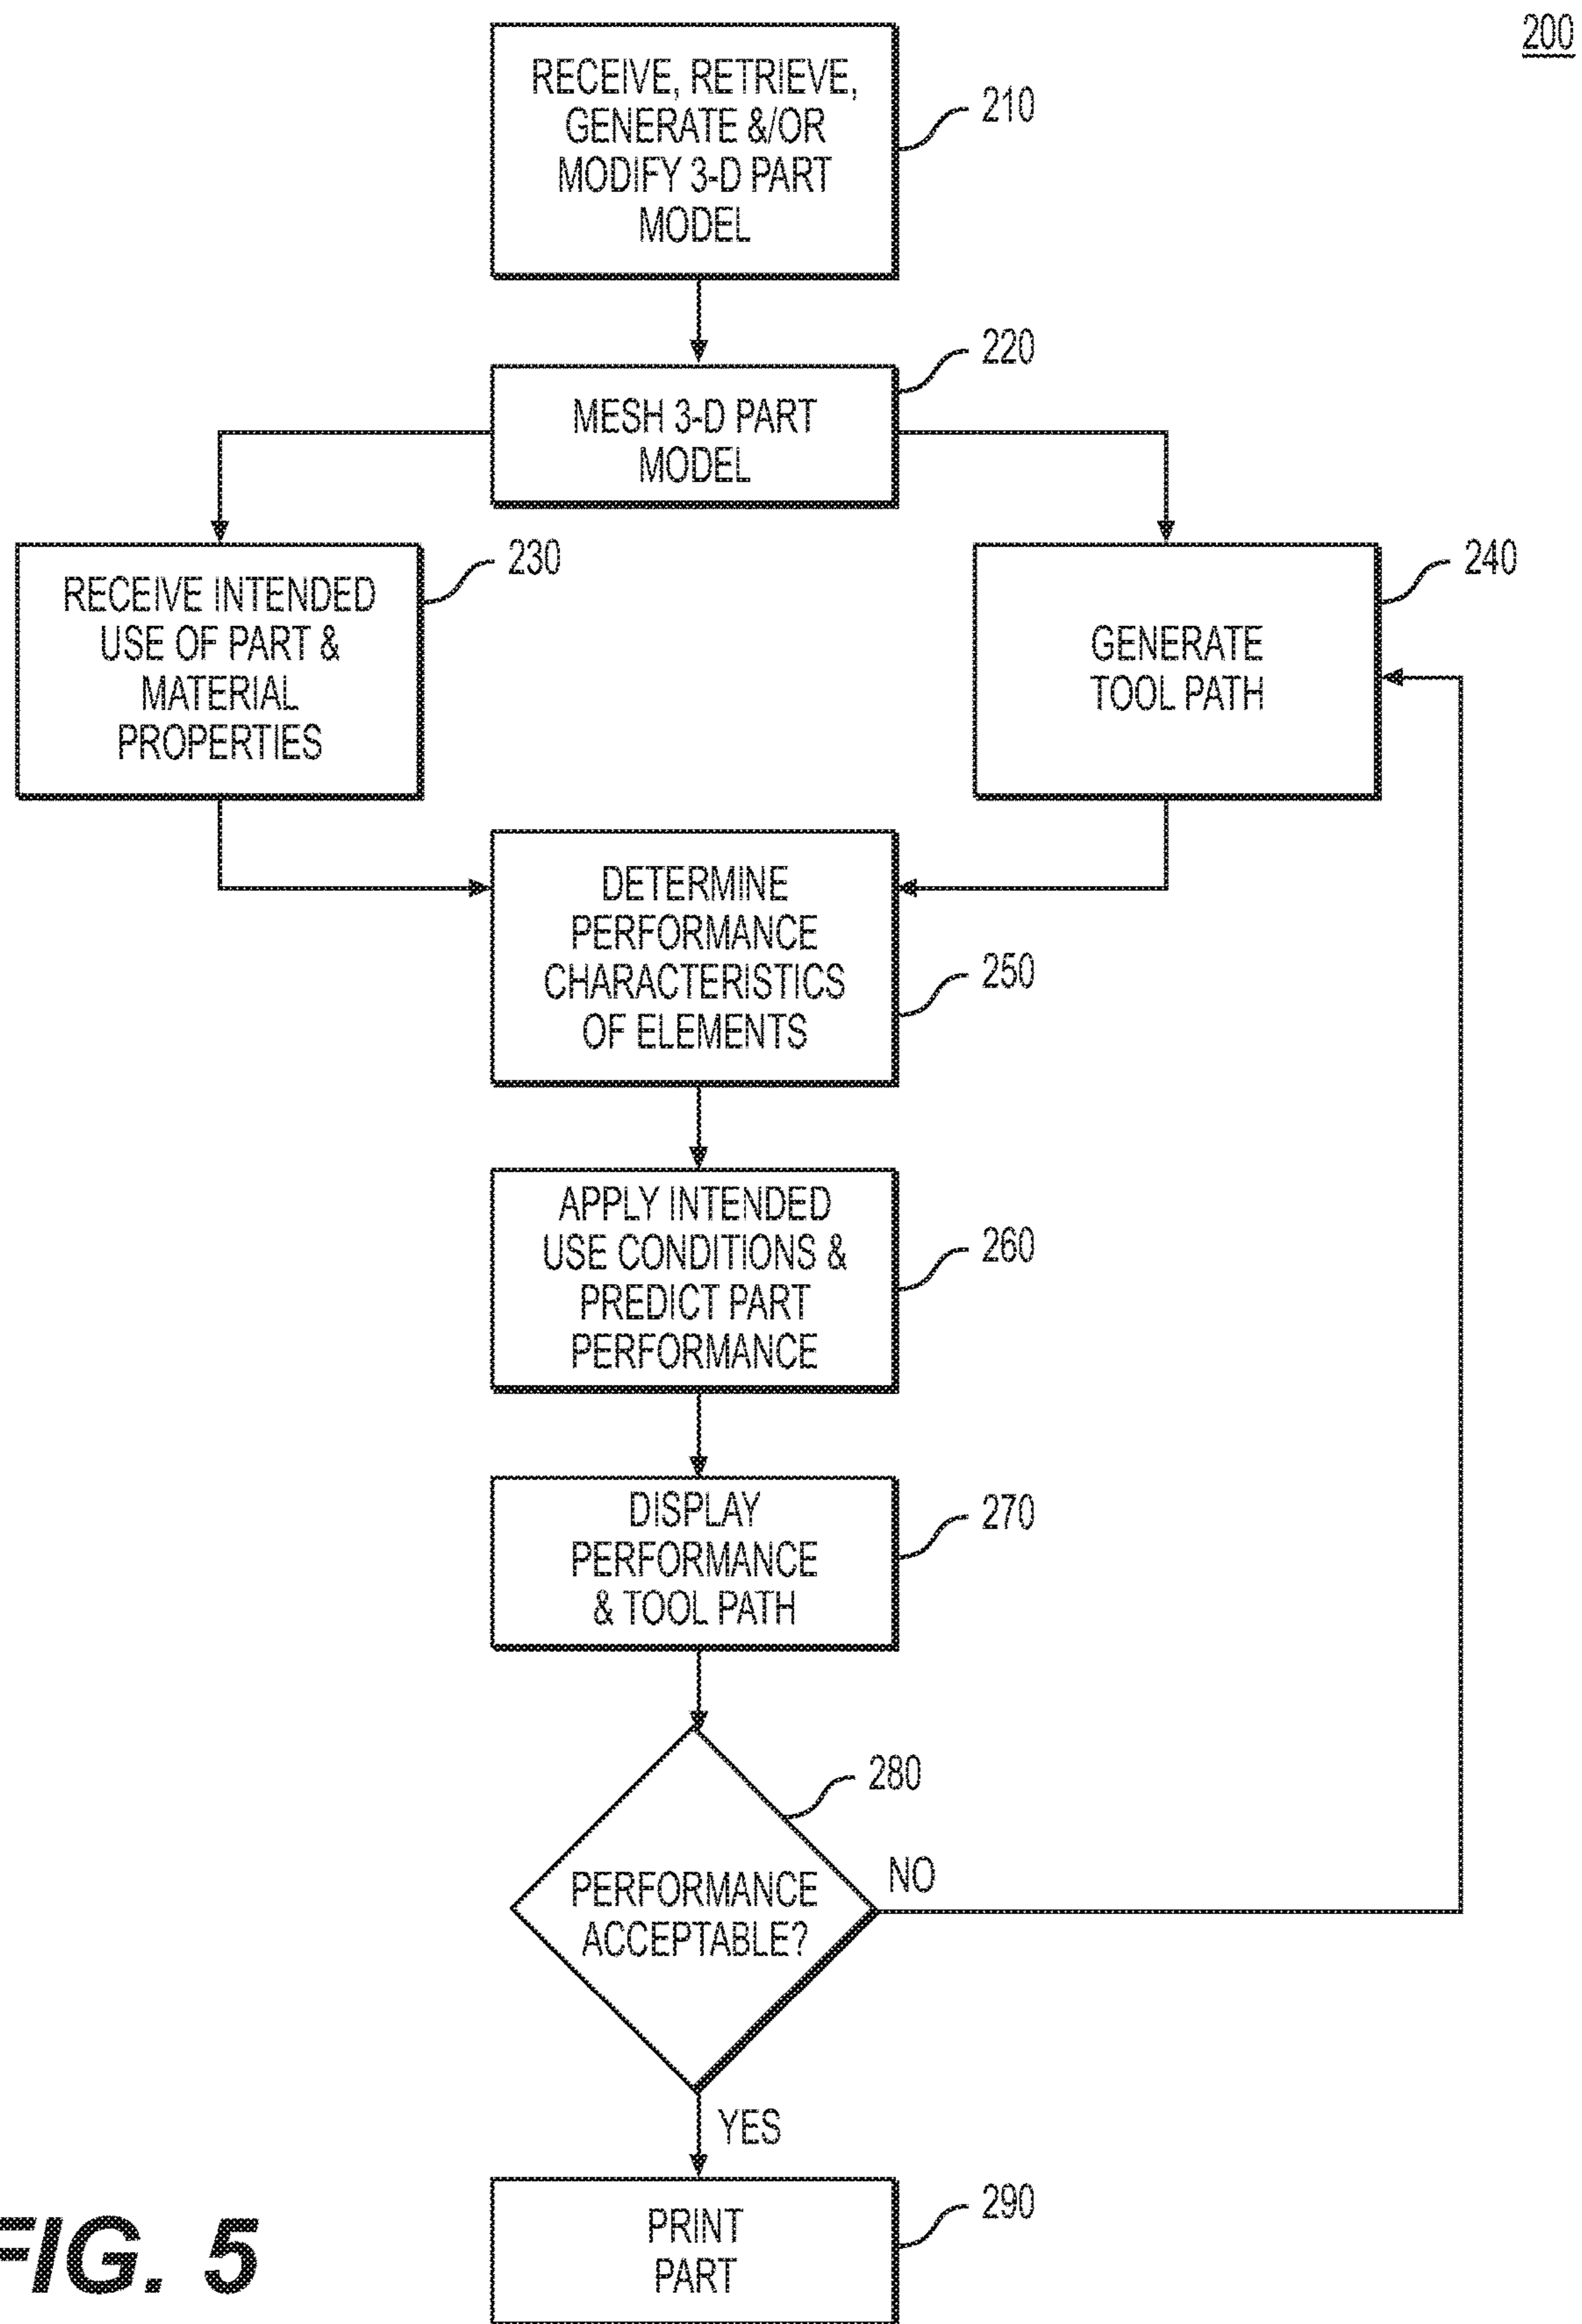 200
RECEIVE, RETRIEVE,
GENERATE &/OR
MODIFY 3-D PART
MODEL
210
220
MESH 3-D PART
MODEL
230
RECEIVE INTENDED
USE OF PART &
MATERIAL
PROPERTIES
240
GENERATE
TOOL PATH
DETERMINE
PERFORMANCE
CHARACTERISTICS
OF ELEMENTS
250
APPLY INTENDED
USE CONDITIONS &
PREDICT PART
PERFORMANCE
260
DISPLAY
PERFORMANCE
& TOOL PATH
270
280
PERFORMANCE
ACCEPTABLE?
NO
YES
PRINT
PART
290
FIG. 5